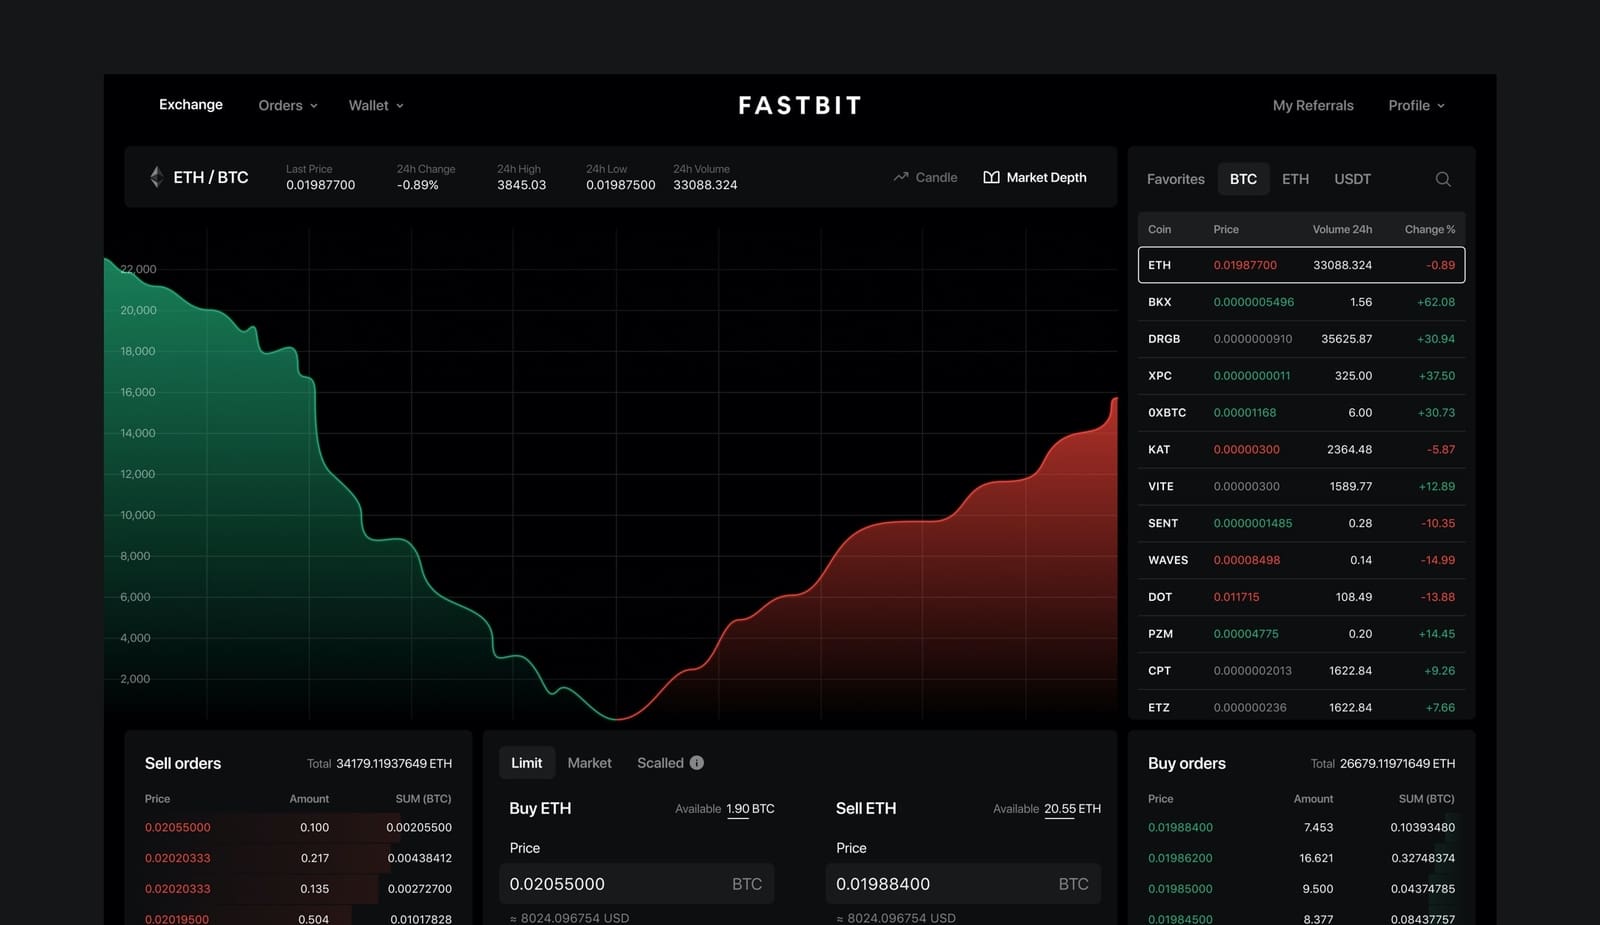 Exchange Orders Wallet FASTBIT My Referrals Profile
ETH / BTC
Last Price 24h Change 24h High 24h Low 24h Volume
0.01987700 -0.89% 3845.03 0.01987500 33088.324
Candle Market Depth
22,000
20,000
18,000
16,000
14,000
12,000
10,000
8,000
6,000
4,000
2,000
Favorites BTC ETH USDT
Coin Price Volume 24h Change %
ETH 0.01987700 33088.324 -0.89
BKX 0.0000005496 1.56 +62.08
DRGB 0.0000000910 35625.87 +30.94
XPC 0.0000000011 325.00 +37.50
0XBTC 0.00001168 6.00 +30.73
KAT 0.00000300 2364.48 -5.87
VITE 0.00000300 1589.77 +12.89
SENT 0.0000001485 0.28 -10.35
WAVES 0.00008498 0.14 -14.99
DOT 0.011715 108.49 -13.88
PZM 0.00004775 0.20 +14.45
CPT 0.0000002013 1622.84 +9.26
ETZ 0.000000236 1622.84 +7.66
Sell orders Total 34179.11937649 ETH
Price Amount SUM (BTC)
0.02055000 0.100 0.00205500
0.02020333 0.217 0.00438412
0.02020333 0.135 0.00272700
0.02019500 0.504 0.01017828
Limit Market Scalled
Buy ETH Available 1.90 BTC
Price
0.02055000 BTC
≈ 8024.096754 USD
Sell ETH Available 20.55 ETH
Price
0.01988400 BTC
≈ 8024.096754 USD
Buy orders Total 26679.11971649 ETH
Price Amount SUM (BTC)
0.01988400 7.453 0.10393480
0.01986200 16.621 0.32748374
0.01985000 9.500 0.04374785
0.01984500 8.377 0.08437757